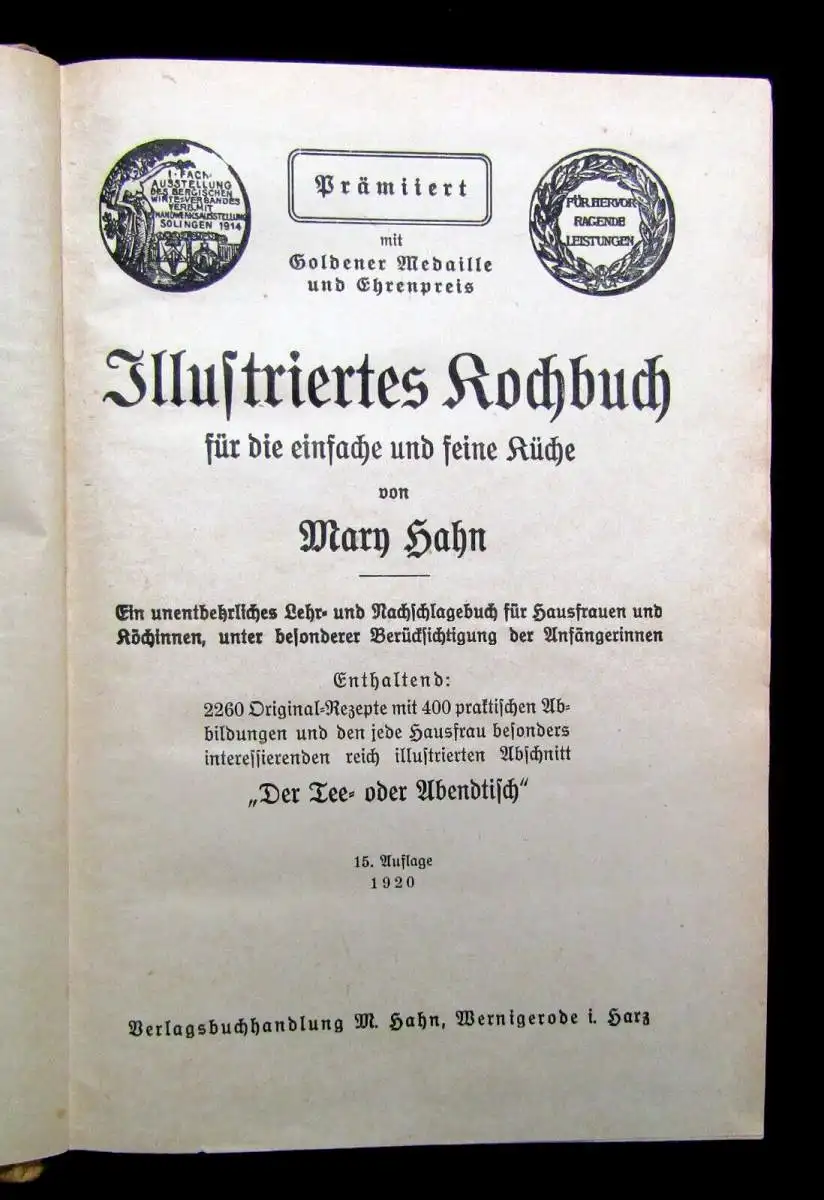 I. FACH-
AUSSTELLUNG
DES BERGISCHEN
WIRTE-VERBANDES
VERB. MIT
HANDWERKSAUSSTELLUNG
SOLINGEN 1914
Prämiiert
mit
Goldener Medaille
und Ehrenpreis
FÜR HERVOR
RAGENDE
LEISTUNGEN
Illuſtriertes Kochbuch
für die einfache und feine Küche
von
Mary Hahn
Ein unentbehrliches Lehr- und Nachſchlagebuch für Hausfrauen und
Köchinnen, unter beſonderer Berückſichtigung der Anfängerinnen
Enthaltend:
2260 Original-Rezepte mit 400 praktiſchen Ab-
bildungen und den jede Hausfrau beſonders
intereſſierenden reich illuſtrierten Abſchnitt
„Der Tee- oder Abendtiſch“
15. Auflage
1920
Verlagsbuchhandlung M. Hahn, Wernigerode i. Harz